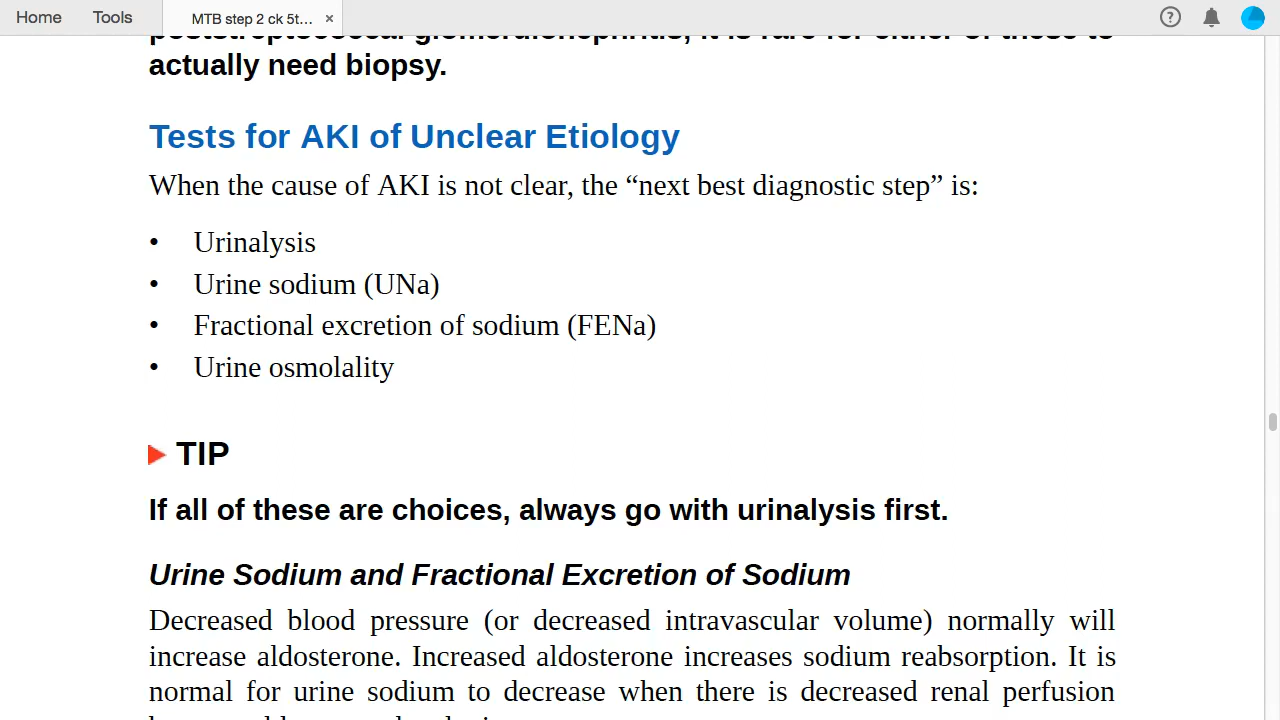 Home Tools MTB step 2 ck 5t... ×
actually need biopsy.
Tests for AKI of Unclear Etiology
When the cause of AKI is not clear, the “next best diagnostic step” is:
• Urinalysis
• Urine sodium (UNa)
• Fractional excretion of sodium (FENa)
• Urine osmolality
TIP
If all of these are choices, always go with urinalysis first.
Urine Sodium and Fractional Excretion of Sodium
Decreased blood pressure (or decreased intravascular volume) normally will
increase aldosterone. Increased aldosterone increases sodium reabsorption. It is
normal for urine sodium to decrease when there is decreased renal perfusion